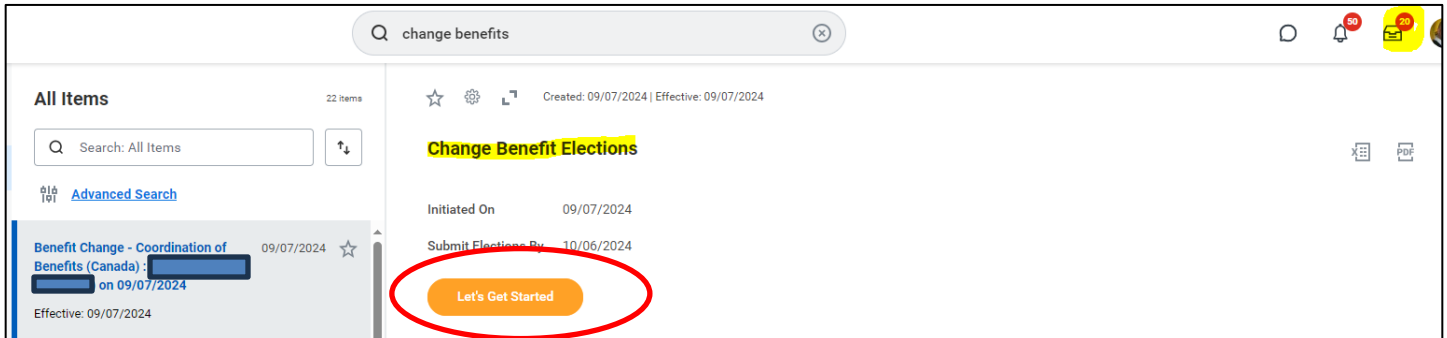 change benefits
50
20
All Items
22 items
Created: 09/07/2024 | Effective: 09/07/2024
Search: All Items
Change Benefit Elections
PDF
Advanced Search
Initiated On 09/07/2024
Benefit Change - Coordination of 09/07/2024
Benefits (Canada) :
on 09/07/2024
Submit Elections By 10/06/2024
Effective: 09/07/2024
Let's Get Started